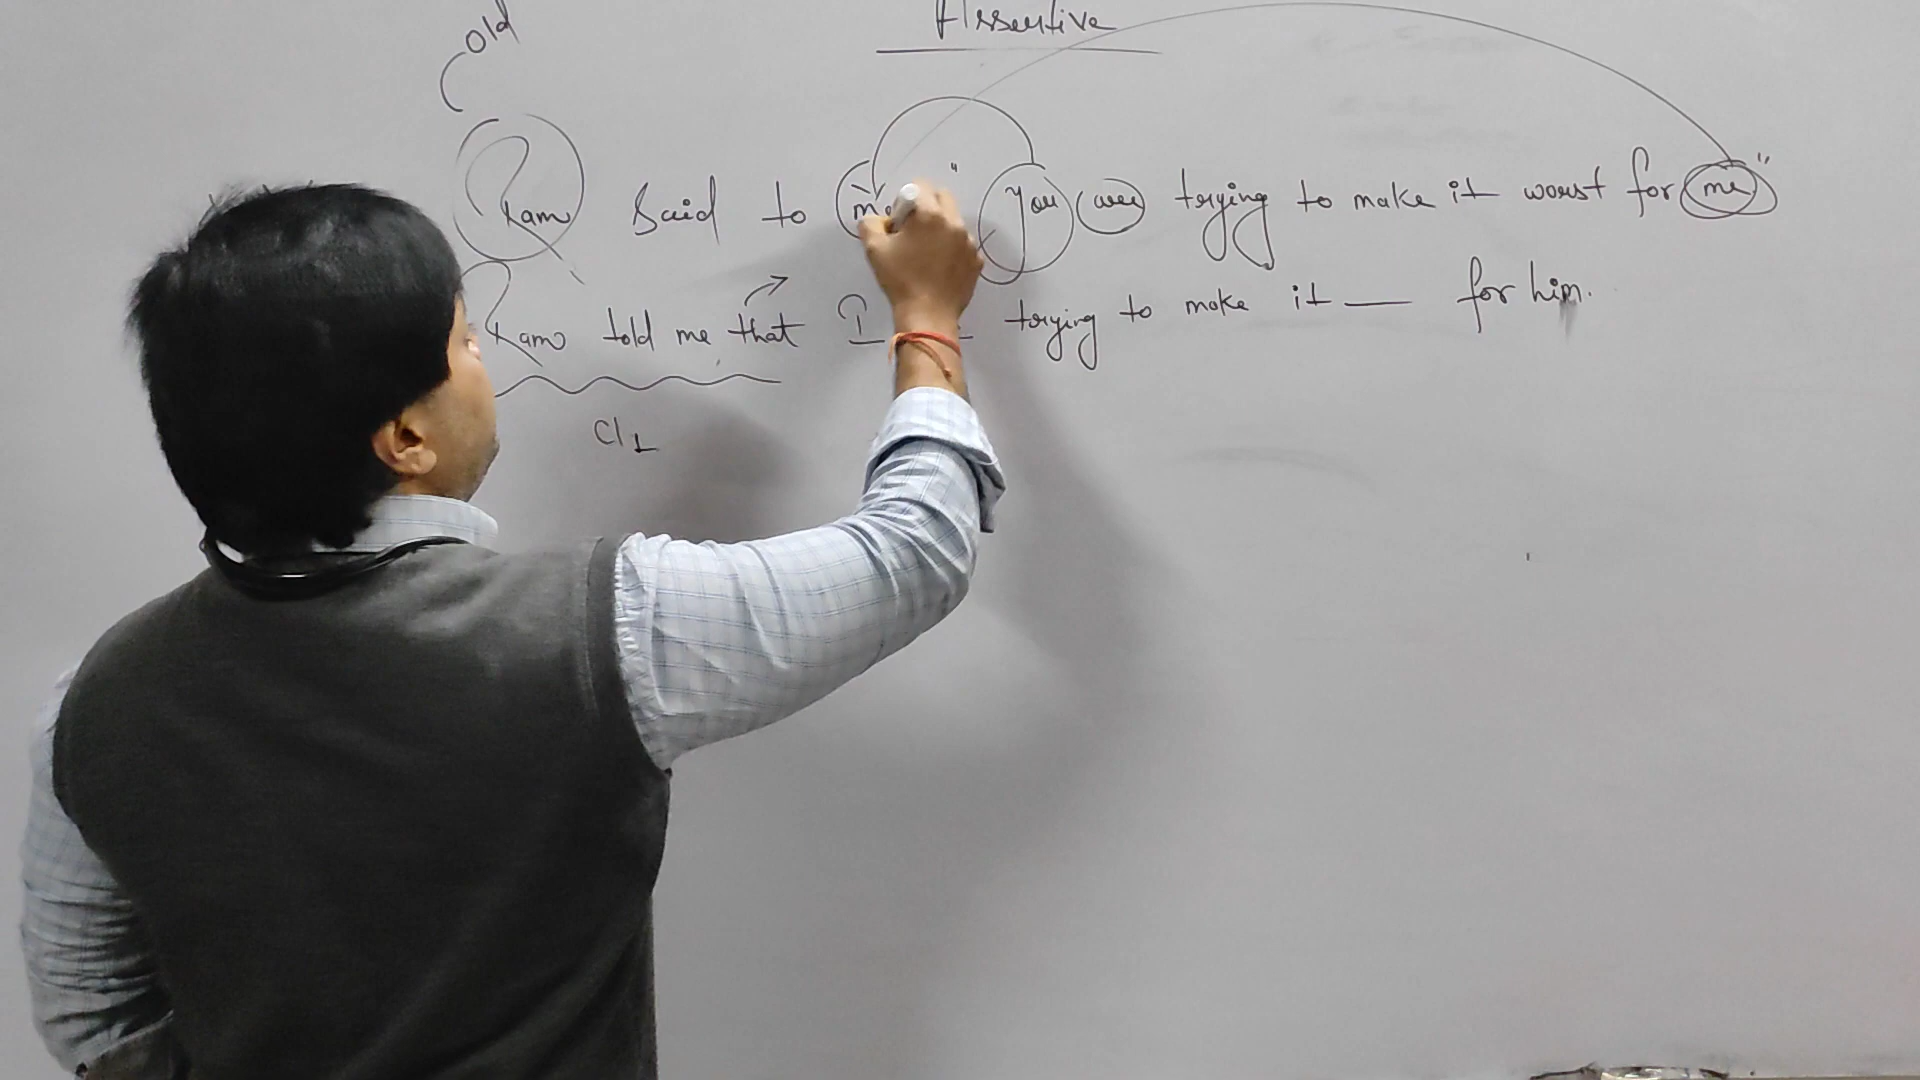 Old
Assertive
Ram Said to me " You are trying to make it worst for me "
Ram told me that I trying to make it — for him.
Cl 1